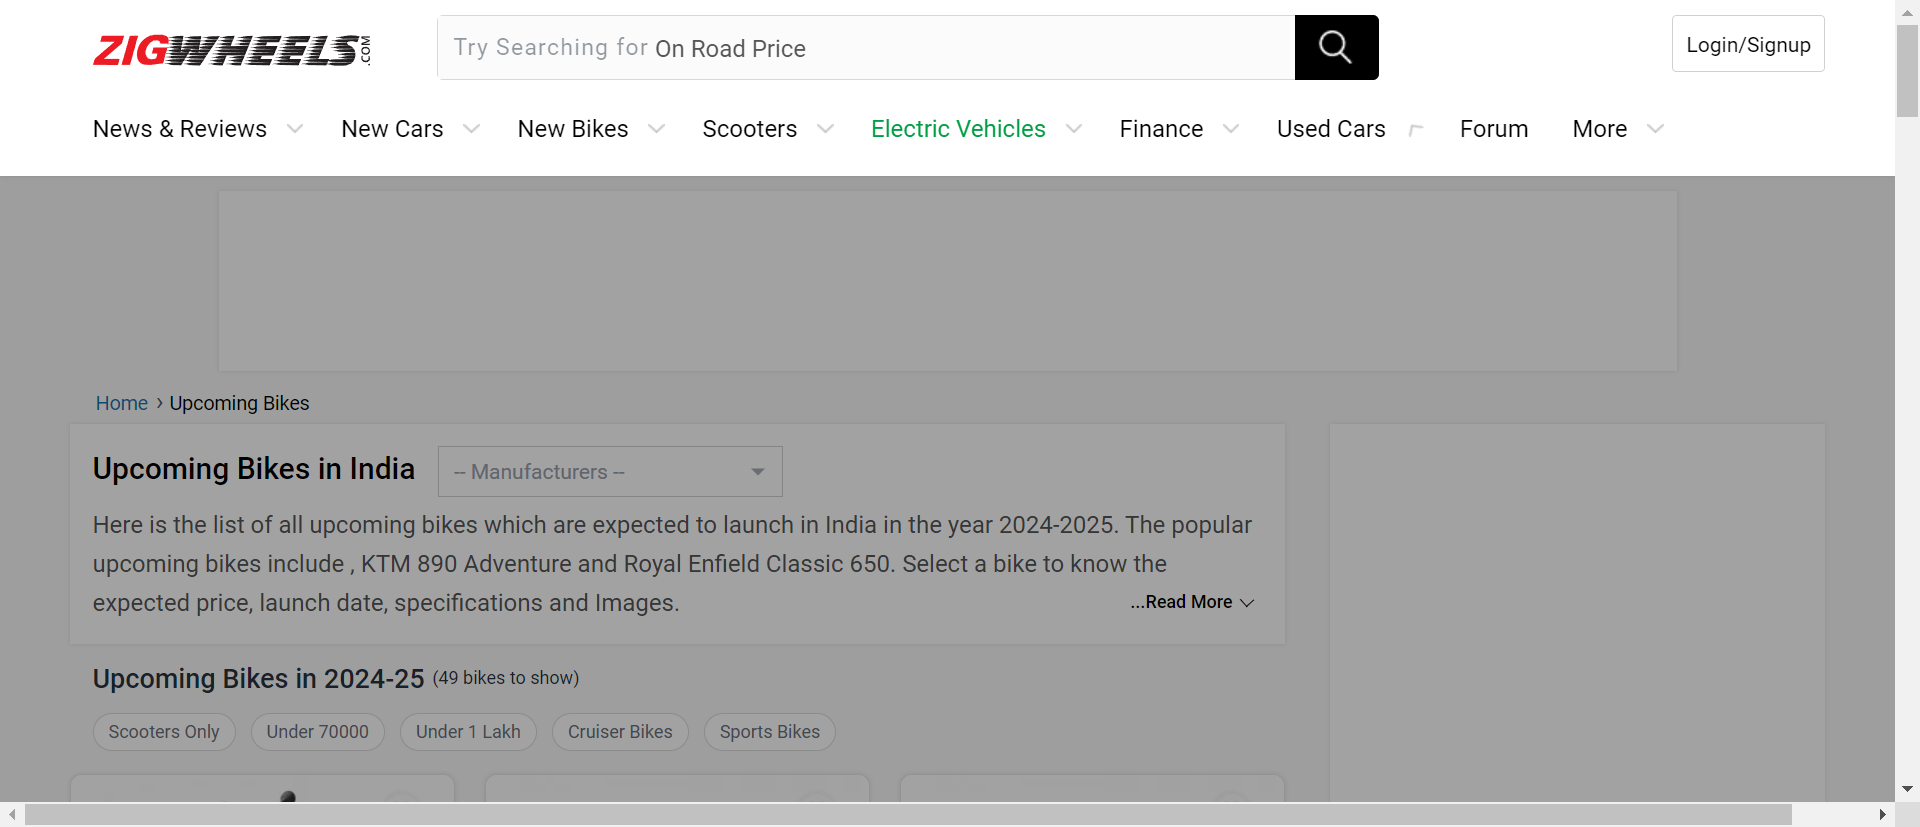 ZIGWHEELS.COM
Try Searching for On Road Price
Login/Signup
News & Reviews New Cars New Bikes Scooters Electric Vehicles Finance Used Cars Forum More
Home › Upcoming Bikes
Upcoming Bikes in India
-- Manufacturers --
Here is the list of all upcoming bikes which are expected to launch in India in the year 2024-2025. The popular
upcoming bikes include , KTM 890 Adventure and Royal Enfield Classic 650. Select a bike to know the
expected price, launch date, specifications and Images.
...Read More
Upcoming Bikes in 2024-25 (49 bikes to show)
Scooters Only Under 70000 Under 1 Lakh Cruiser Bikes Sports Bikes